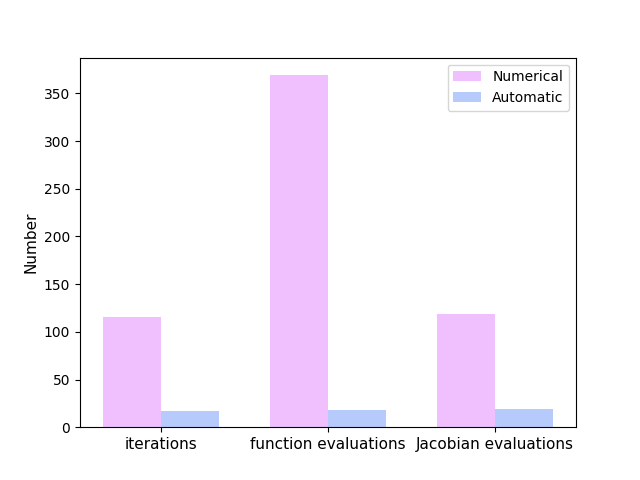 Numerical
Automatic
Number
350
300
250
200
150
100
50
0
iterations
function evaluations
Jacobian evaluations